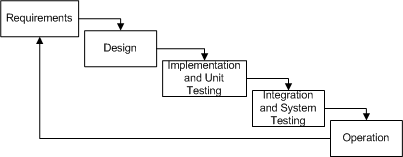 Requirements
Design
Implementation
and Unit
Testing
Integration
and System
Testing
Operation